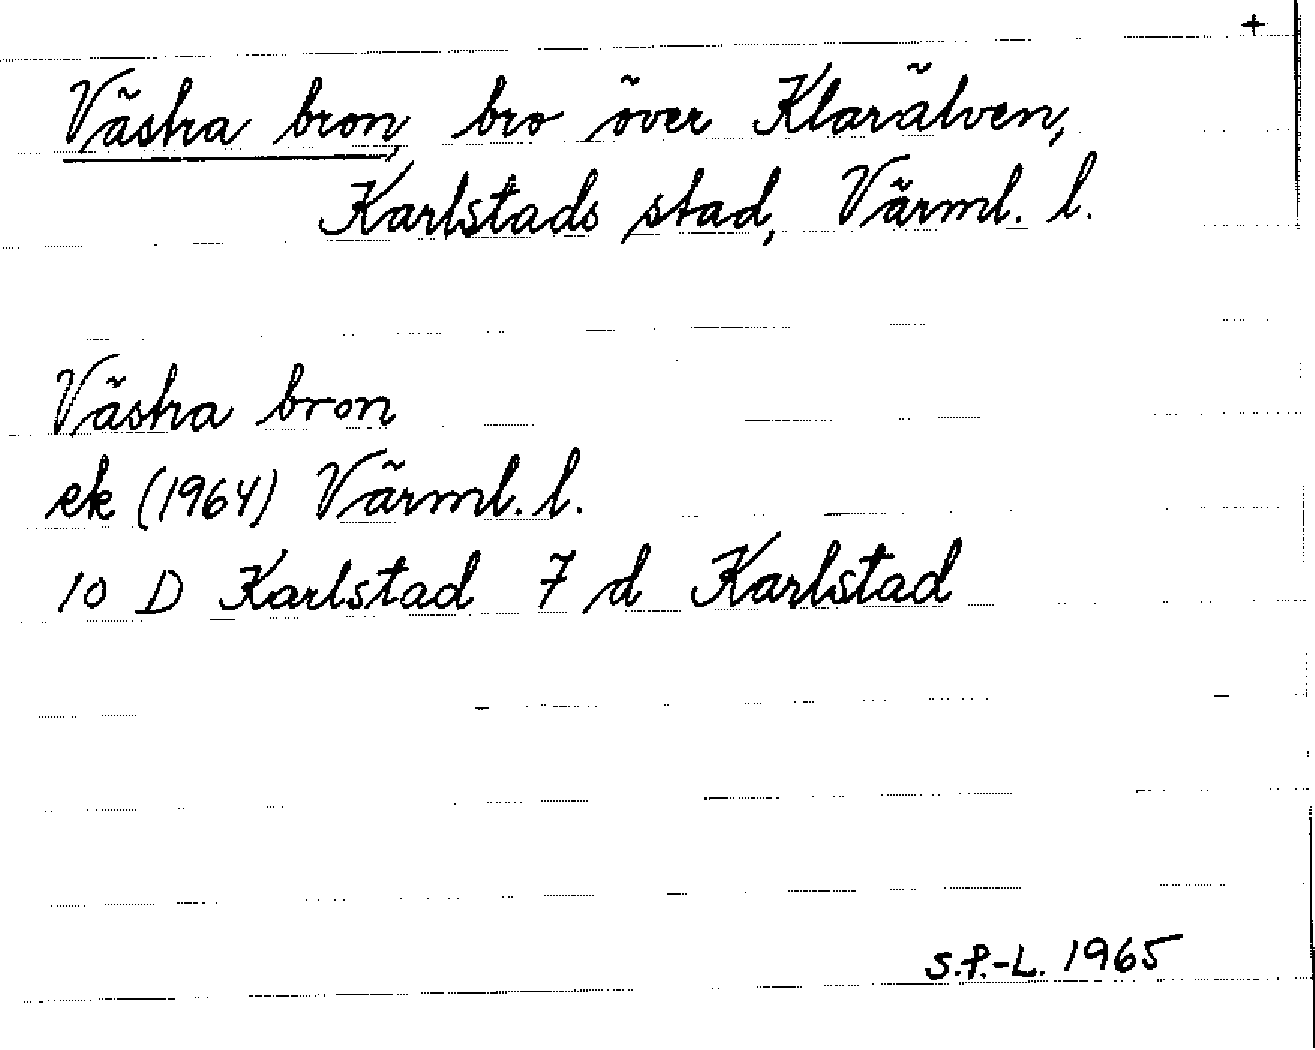 +
Västra bron, bro över Klarälven,
Karlstads stad, Värml. l.
Västra bron
ek (1964) Värml. l.
10 D Karlstad 7 d Karlstad
S.P.-L. 1965